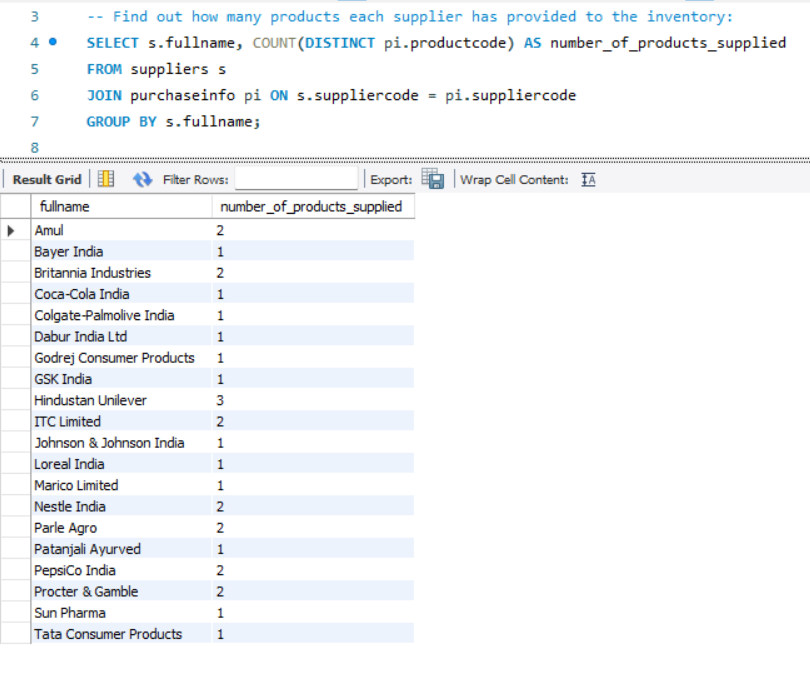 3 -- Find out how many products each supplier has provided to the inventory:
4 SELECT s.fullname, COUNT(DISTINCT pi.productcode) AS number_of_products_supplied
5 FROM suppliers s
6 JOIN purchaseinfo pi ON s.suppliercode = pi.suppliercode
7 GROUP BY s.fullname;
8
Result Grid Filter Rows: Export: Wrap Cell Content: IA
fullname number_of_products_supplied
Amul 2
Bayer India 1
Britannia Industries 2
Coca-Cola India 1
Colgate-Palmolive India 1
Dabur India Ltd 1
Godrej Consumer Products 1
GSK India 1
Hindustan Unilever 3
ITC Limited 2
Johnson & Johnson India 1
Loreal India 1
Marico Limited 1
Nestle India 2
Parle Agro 2
Patanjali Ayurved 1
PepsiCo India 2
Procter & Gamble 2
Sun Pharma 1
Tata Consumer Products 1